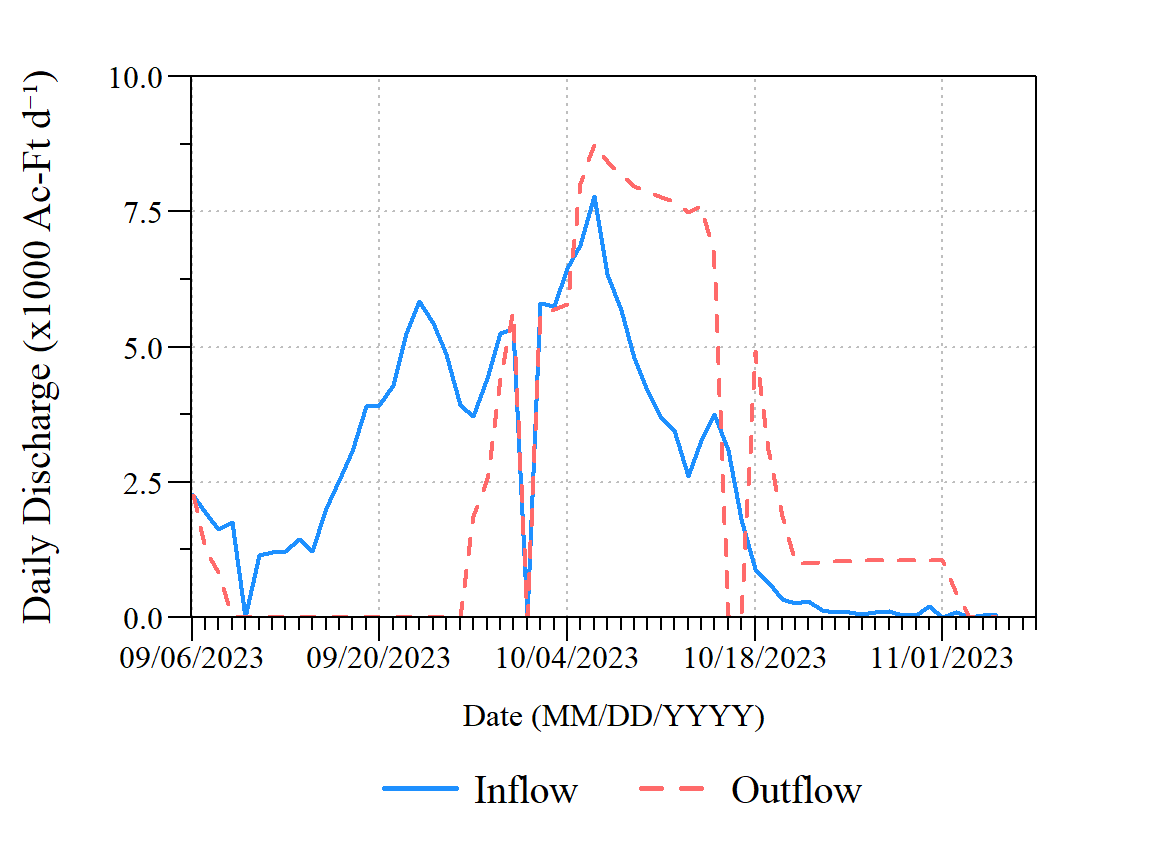 Daily Discharge (x1000 Ac-Ft d⁻¹)
10.0
7.5
5.0
2.5
0.0
09/06/2023 09/20/2023 10/04/2023 10/18/2023 11/01/2023
Date (MM/DD/YYYY)
Inflow Outflow